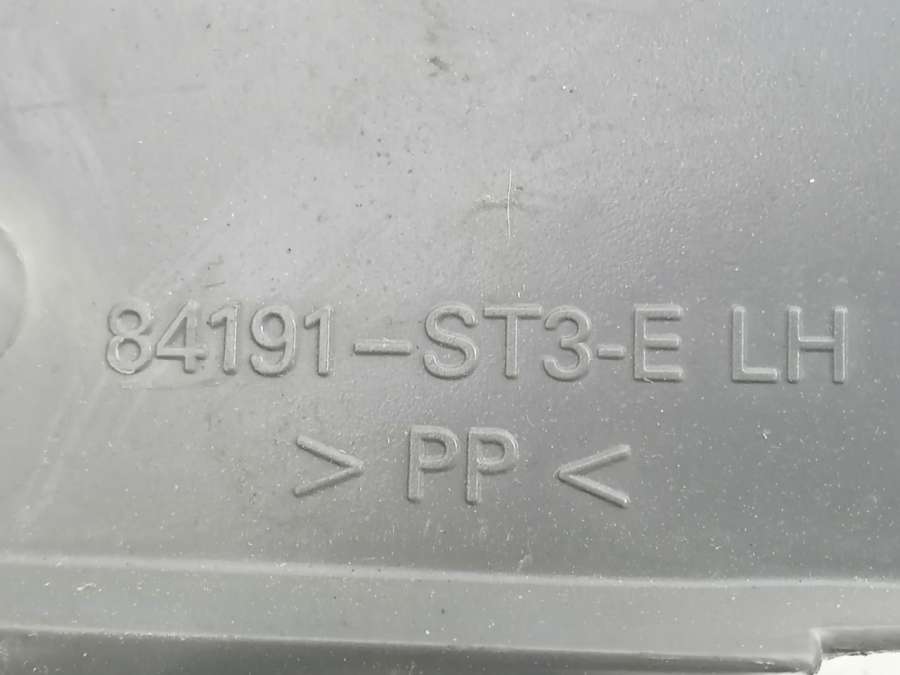 84191-ST3-E LH
> PP <